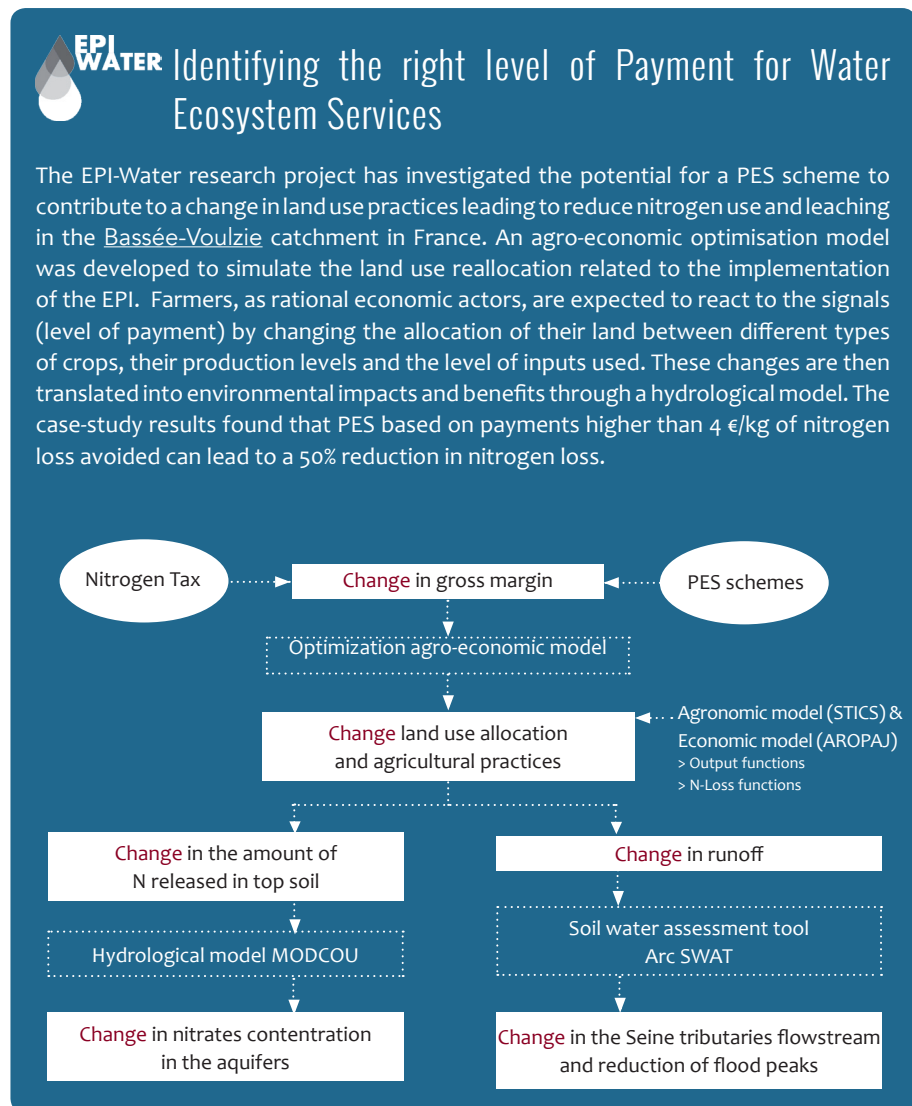 EPI
WATER
Identifying the right level of Payment for Water
Ecosystem Services
The EPI-Water research project has investigated the potential for a PES scheme to
contribute to a change in land use practices leading to reduce nitrogen use and leaching
in the Bassée-Voulzie catchment in France. An agro-economic optimisation model
was developed to simulate the land use reallocation related to the implementation
of the EPI. Farmers, as rational economic actors, are expected to react to the signals
(level of payment) by changing the allocation of their land between different types
of crops, their production levels and the level of inputs used. These changes are then
translated into environmental impacts and benefits through a hydrological model. The
case-study results found that PES based on payments higher than 4 €/kg of nitrogen
loss avoided can lead to a 50% reduction in nitrogen loss.
Nitrogen Tax
Change in gross margin
PES schemes
Optimization agro-economic model
Change land use allocation
and agricultural practices
Agronomic model (STICS) &
Economic model (AROPAJ)
> Output functions
> N-Loss functions
Change in the amount of
N released in top soil
Change in runoff
Hydrological model MODCOU
Soil water assessment tool
Arc SWAT
Change in nitrates contentration
in the aquifers
Change in the Seine tributaries flowstream
and reduction of flood peaks